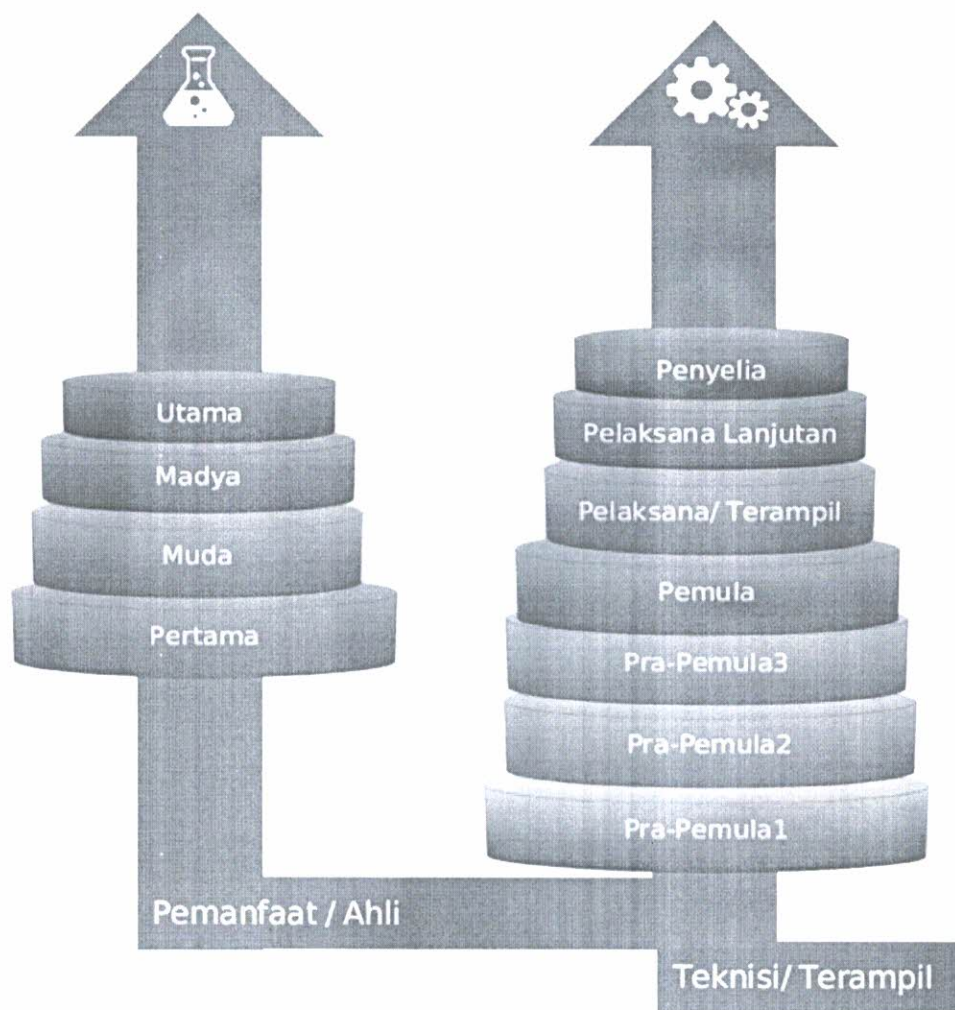 Utama
Madya
Muda
Pertama
Pemanfaat / Ahli
Penyelia
Pelaksana Lanjutan
Pelaksana/ Terampil
Pemula
Pra-Pemula3
Pra-Pemula2
Pra-Pemula1
Teknisi/ Terampil